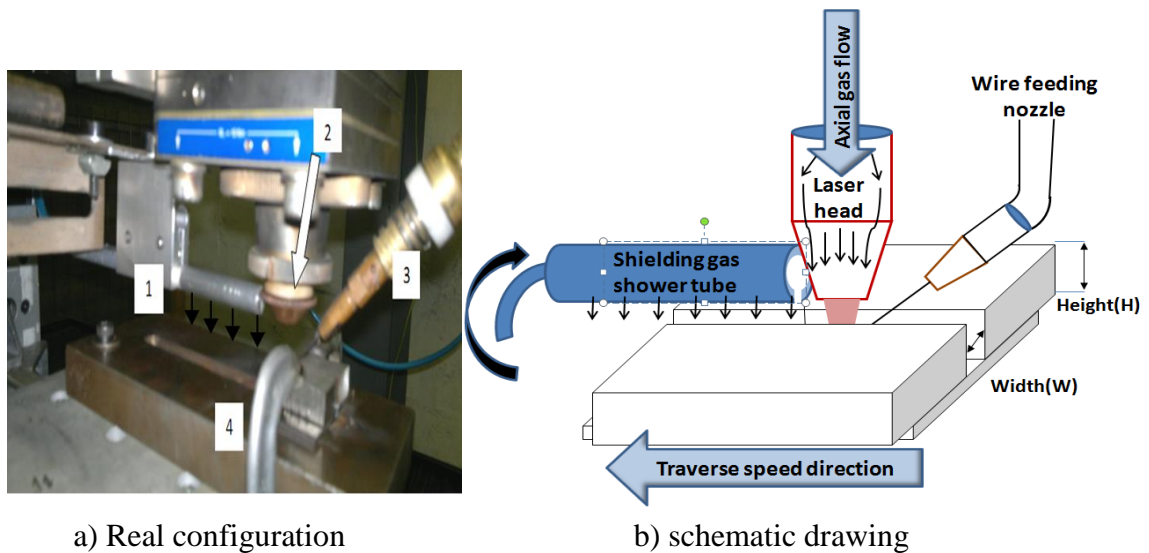 1
2
3
4
Axial gas flow
Laser
head
Wire feeding
nozzle
Shielding gas
shower tube
Height(H)
Width(W)
Traverse speed direction
a) Real configuration
b) schematic drawing